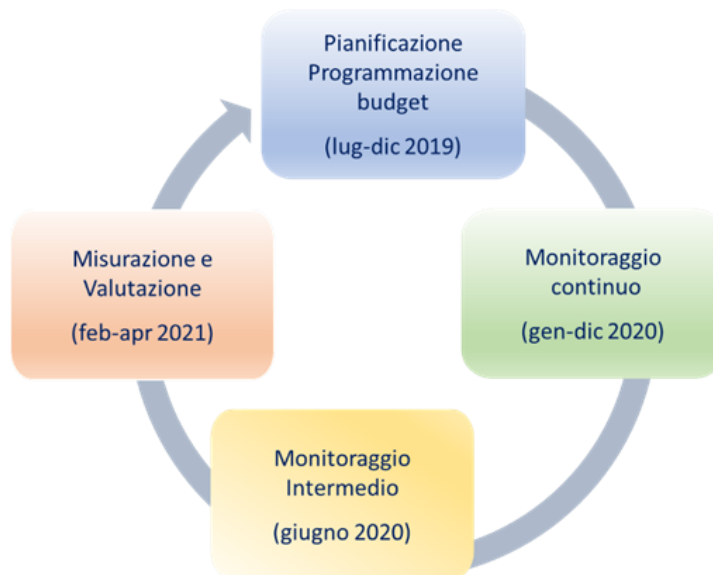 Pianificazione
Programmazione
budget
(lug-dic 2019)
Monitoraggio
continuo
(gen-dic 2020)
Monitoraggio
Intermedio
(giugno 2020)
Misurazione e
Valutazione
(feb-apr 2021)